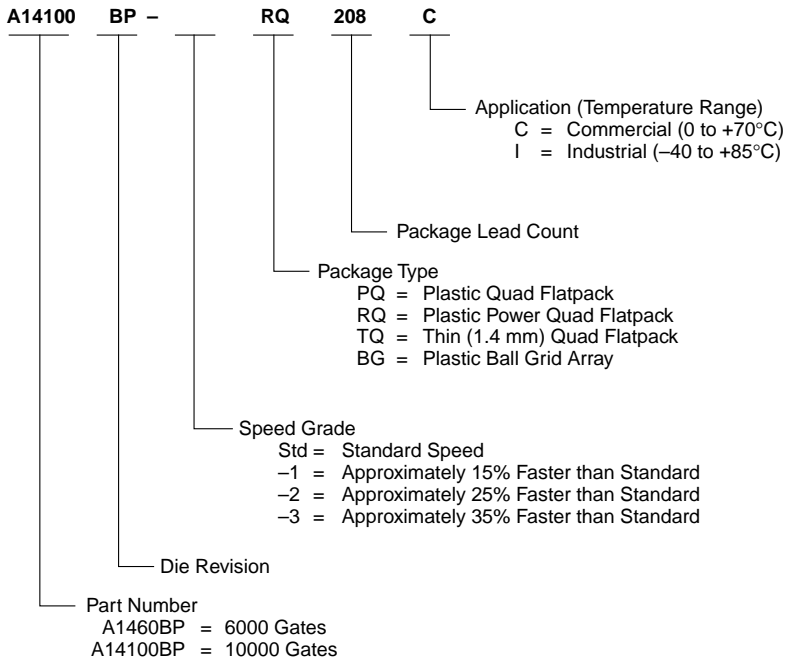 A14100 BP – RQ 208 C
Application (Temperature Range)
C = Commercial (0 to +70°C)
I = Industrial (–40 to +85°C)
Package Lead Count
Package Type
PQ = Plastic Quad Flatpack
RQ = Plastic Power Quad Flatpack
TQ = Thin (1.4 mm) Quad Flatpack
BG = Plastic Ball Grid Array
Speed Grade
Std = Standard Speed
–1 = Approximately 15% Faster than Standard
–2 = Approximately 25% Faster than Standard
–3 = Approximately 35% Faster than Standard
Die Revision
Part Number
A1460BP = 6000 Gates
A14100BP = 10000 Gates